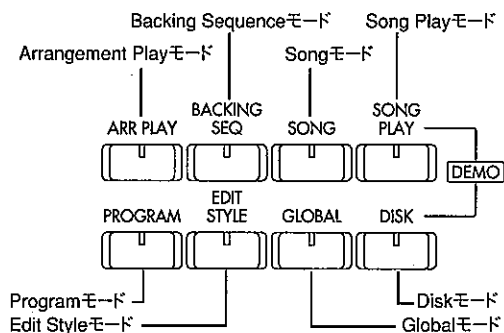 Backing Sequenceモード
Song Playモード
Arrangement Playモード
Songモード
ARR PLAY
BACKING
SEQ
SONG
SONG
PLAY
DEMO
PROGRAM
EDIT
STYLE
GLOBAL
DISK
Programモード
Diskモード
Edit Styleモード
Globalモード